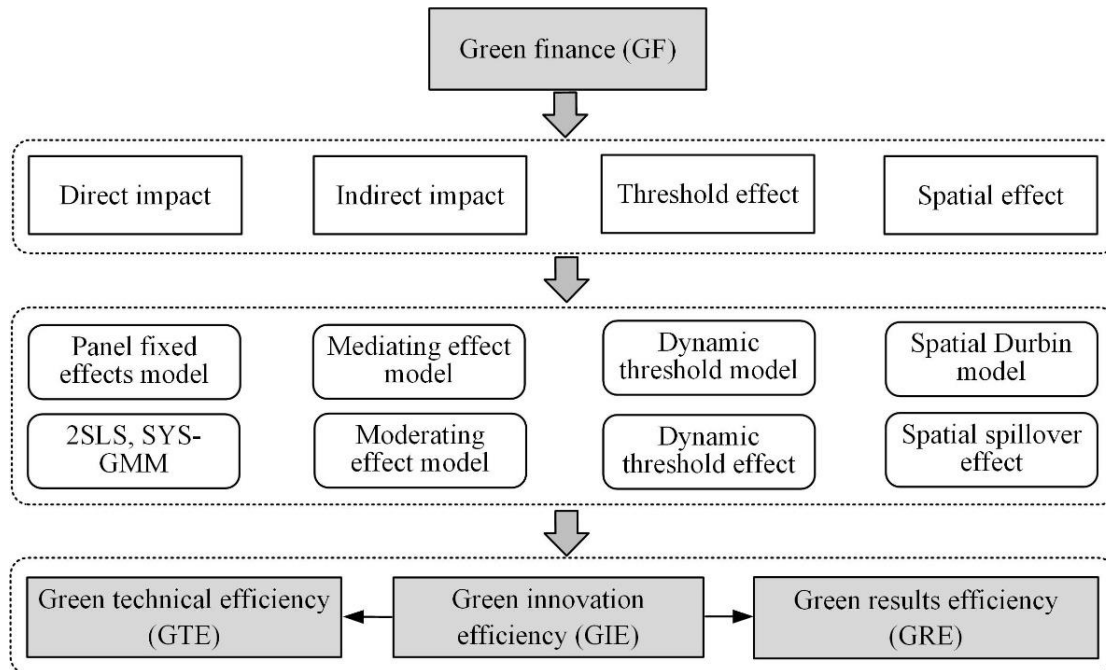 Green finance (GF)
Direct impact
Indirect impact
Threshold effect
Spatial effect
Panel fixed
effects model
Mediating effect
model
Dynamic
threshold model
Spatial Durbin
model
2SLS, SYS-
GMM
Moderating
effect model
Dynamic
threshold effect
Spatial spillover
effect
Green technical efficiency
(GTE)
Green innovation
efficiency (GIE)
Green results efficiency
(GRE)